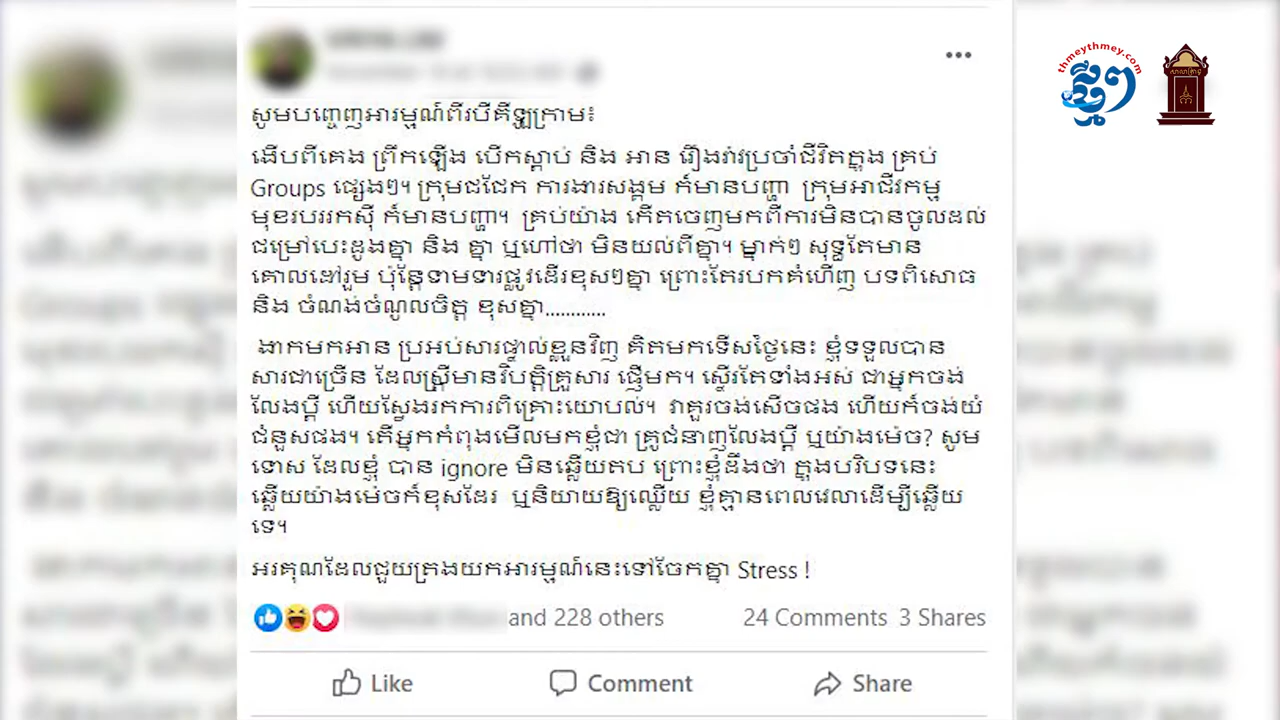 thmeythmey.com
ថ្មីៗ
សូមបញ្ចេញអារម្មណ៍ពីរបីគីឡូក្រាម៖
ងើបពីគេង ព្រឹកឡើង បើកស្ដាប់ និង អាន រឿងរ៉ាវប្រចាំជីវិតក្នុង គ្រប់
Groups ផ្សេងៗ។ ក្រុមជជែក ការងារសង្គម ក៍មានបញ្ហា ក្រុមអាជីវកម្ម
មុខរបររកស៊ី ក៍មានបញ្ហា។ គ្រប់យ៉ាង កើតចេញមកពីការមិនបានចូលដល់
ជម្រៅបេះដូងគ្នា និង គ្នា ឬហៅថា មិនយល់ពីគ្នា។ ម្នាក់ៗ សុទ្ធតែមាន
គោលដៅរួម ប៉ុន្តែទាមទារផ្លូវដើរខុសៗគ្នា ព្រោះតែរបកគំហើញ បទពិសោធ
និង ចំណង់ចំណូលចិត្ត ខុសគ្នា............
ងាកមកអាន ប្រអប់សារផ្ទាល់ខ្លួនវិញ គិតមកទើសថ្ងៃនេះ ខ្ញុំទទួលបាន
សារជាច្រើន ដែលស្ត្រីមានវិបត្តិគ្រួសារ ផ្ញើមក។ ស្ទើរតែទាំងអស់ ជាអ្នកចង់
លែងប្ដី ហើយស្វែងរកការពិគ្រោះយោបល់។ វាគួរចង់សើចផង ហើយក៍ចង់យំ
ជំនួសផង។ តើអ្នកកំពុងមើលមកខ្ញុំជា គ្រូជំនាញលែងប្ដី ឬយ៉ាងម៉េច? សូម
ទោស ដែលខ្ញុំ បាន ignore មិនឆ្លើយតប ព្រោះខ្ញុំដឹងថា ក្នុងបរិបទនេះ
ឆ្លើយយ៉ាងម៉េចក៍ខុសដែរ ឬនិយាយឱ្យឈ្លើយ ខ្ញុំគ្មានពេលវេលាដើម្បីឆ្លើយ
ទេ។
អរគុណដែលជួយត្រងយកអារម្មណ៍នេះទៅចែកគ្នា Stress !
and 228 others 24 Comments 3 Shares
Like Comment Share